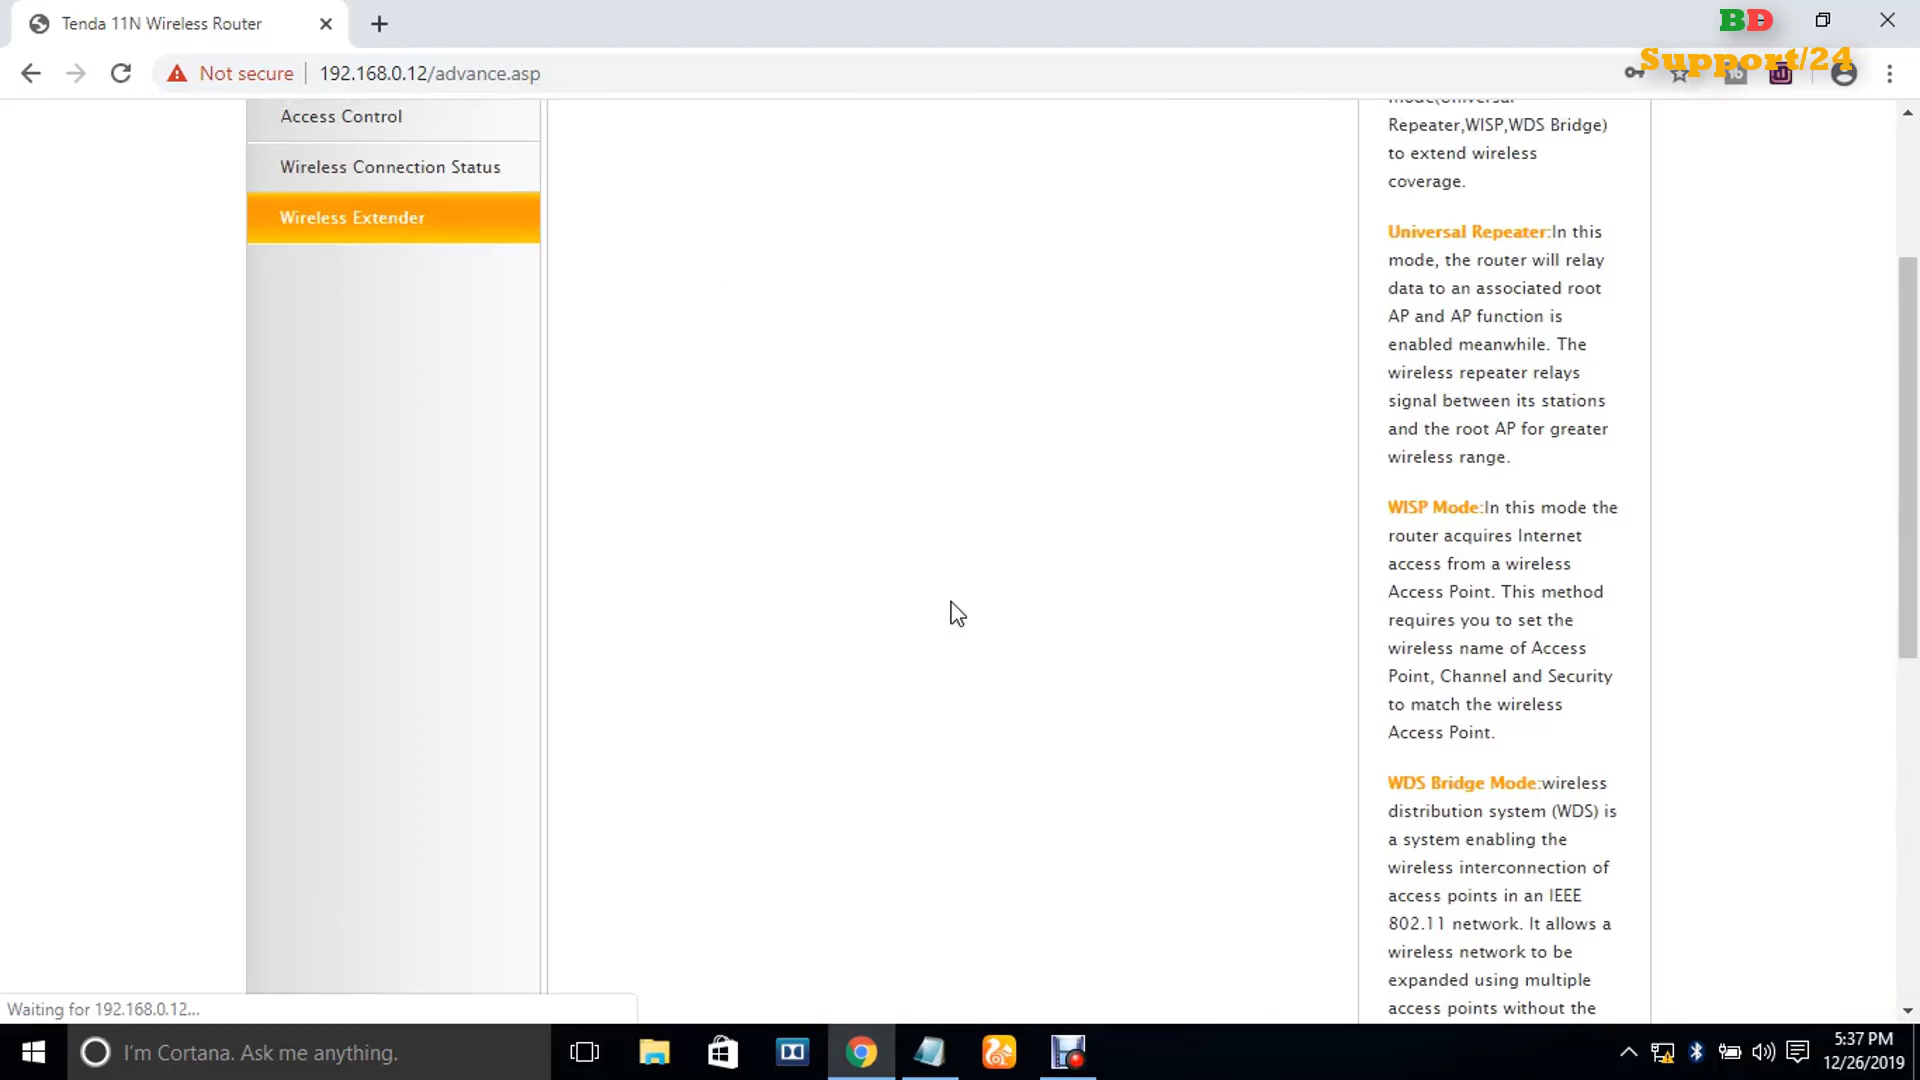 Tenda 11N Wireless Router
BD
Support/24
Not secure
192.168.0.12/advance.asp
Access Control
Wireless Connection Status
Wireless Extender
mode(Universal
Repeater,WISP,WDS Bridge)
to extend wireless
coverage.
Universal Repeater:In this
mode, the router will relay
data to an associated root
AP and AP function is
enabled meanwhile. The
wireless repeater relays
signal between its stations
and the root AP for greater
wireless range.
WISP Mode:In this mode the
router acquires Internet
access from a wireless
Access Point. This method
requires you to set the
wireless name of Access
Point, Channel and Security
to match the wireless
Access Point.
WDS Bridge Mode:wireless
distribution system (WDS) is
a system enabling the
wireless interconnection of
access points in an IEEE
802.11 network. It allows a
wireless network to be
expanded using multiple
access points without the
Waiting for 192.168.0.12...
I'm Cortana. Ask me anything.
5:37 PM
12/26/2019